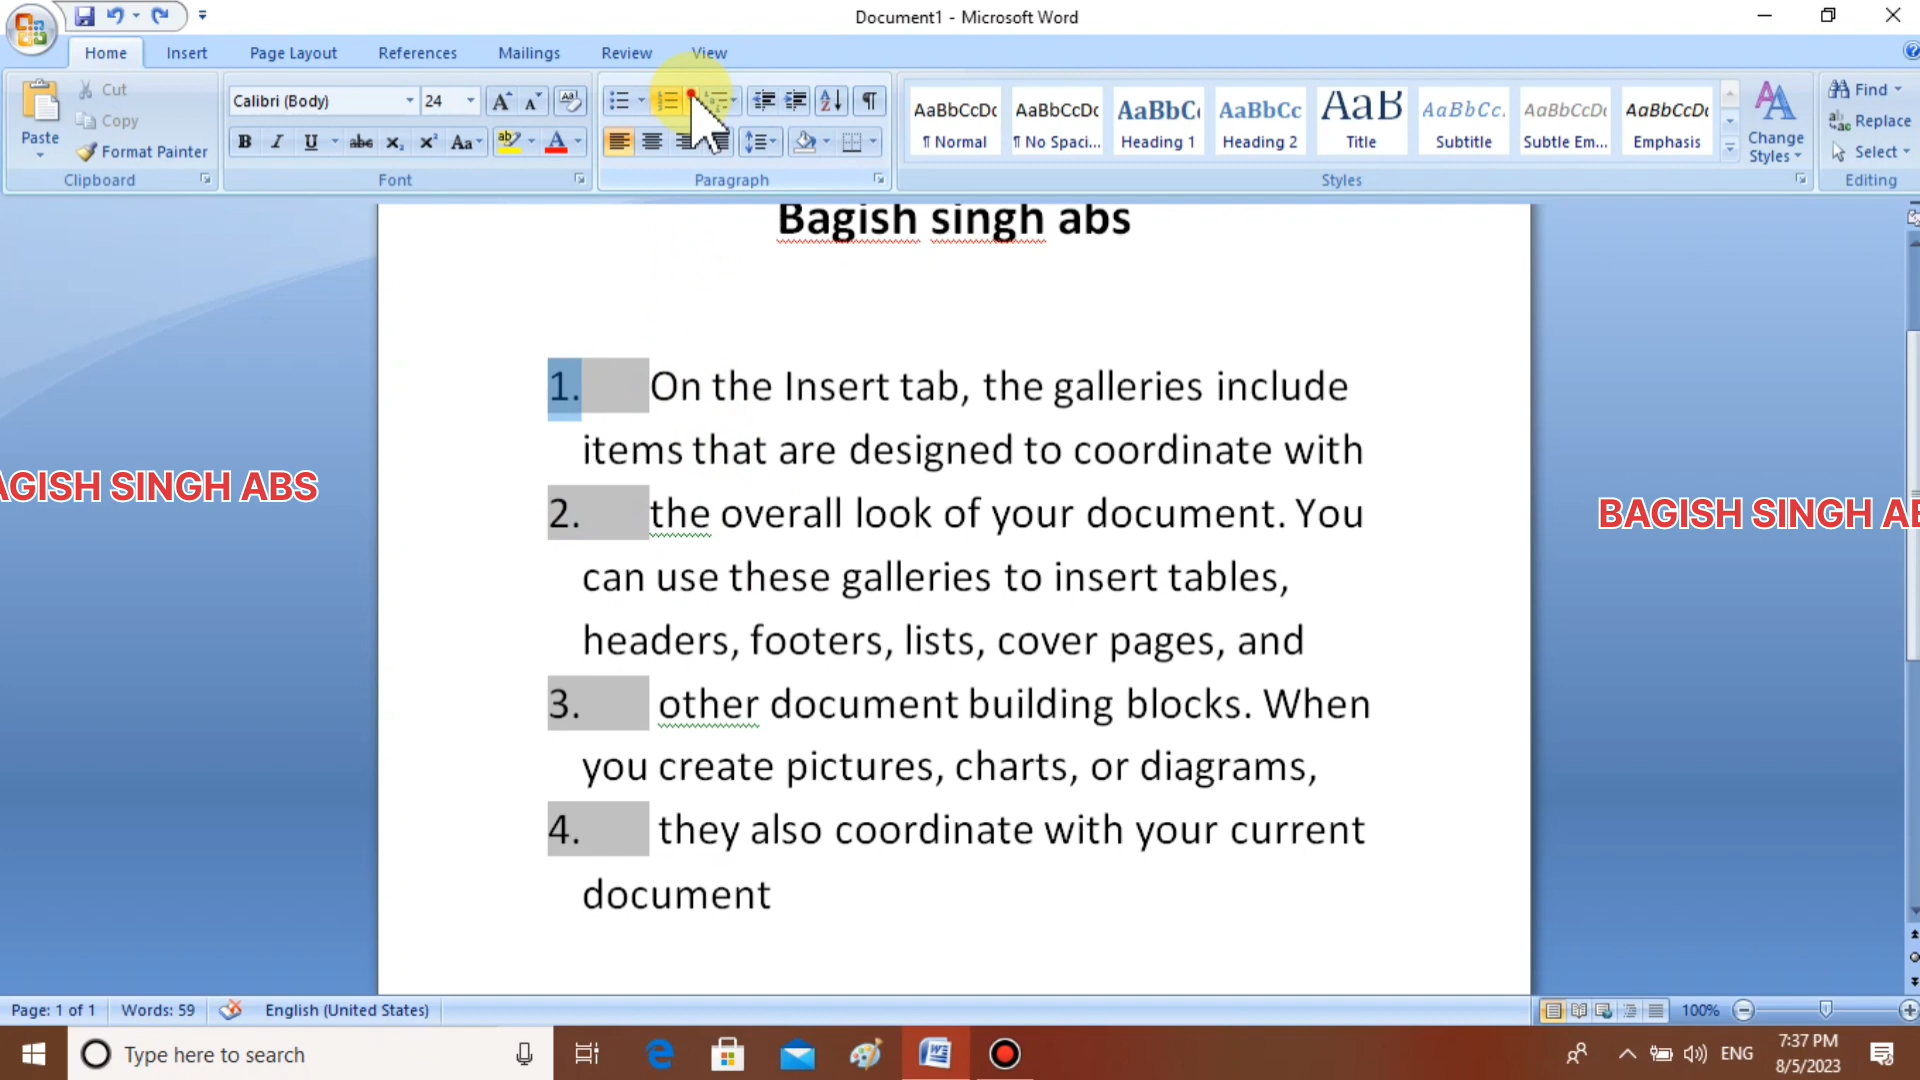 Document1 - Microsoft Word
Home Insert Page Layout References Mailings Review View
Paste
Cut
Copy
Format Painter
Clipboard
Calibri (Body) 24
Font
Paragraph
AaBbCcDc AaBbCcDc AaBbC AaBbCc AaB AaBbCc. AaBbCcDc AaBbCcDc
¶ Normal ¶ No Spaci... Heading 1 Heading 2 Title Subtitle Subtle Em... Emphasis
Change Styles
Styles
Find
Replace
Select
Editing
Bagish singh abs
1. On the Insert tab, the galleries include
items that are designed to coordinate with
2. the overall look of your document. You
can use these galleries to insert tables,
headers, footers, lists, cover pages, and
3. other document building blocks. When
you create pictures, charts, or diagrams,
4. they also coordinate with your current
document
AGISH SINGH ABS
BAGISH SINGH AB
Page: 1 of 1 Words: 59 English (United States) 100%
Type here to search
ENG
7:37 PM
8/5/2023